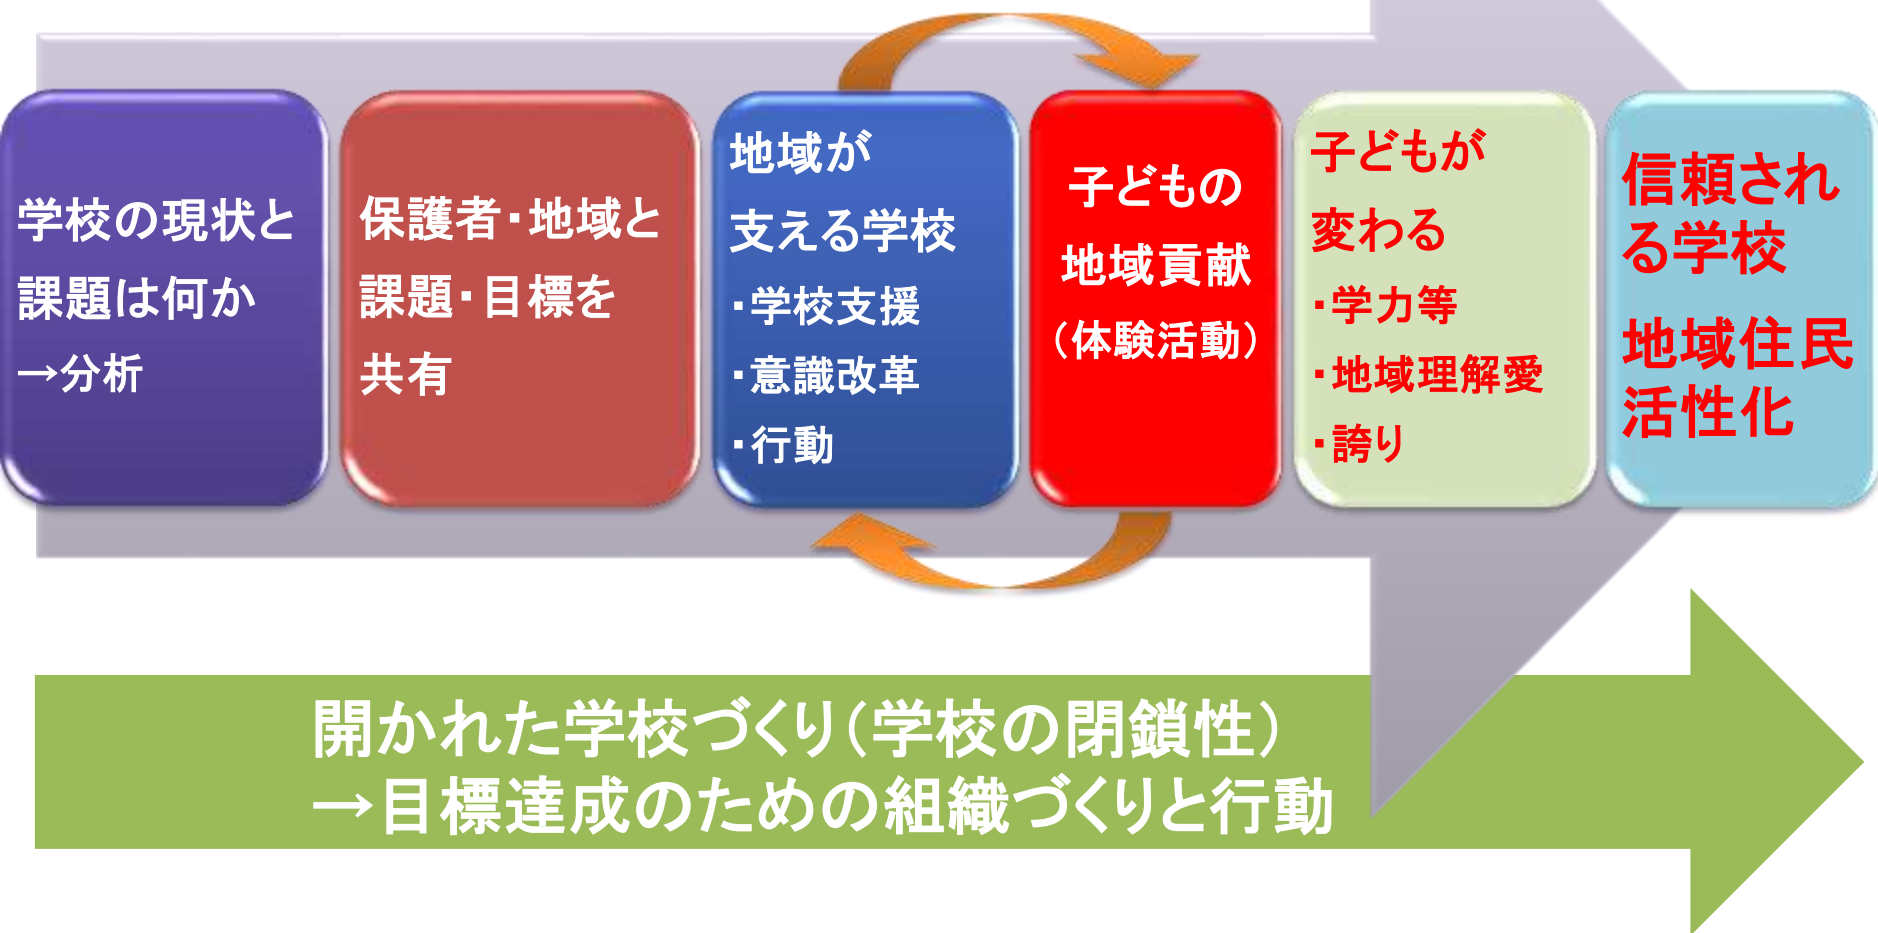 学校の現状と
課題は何か
→分析
保護者・地域と
課題・目標を
共有
地域が
支える学校
・学校支援
・意識改革
・行動
子どもの
地域貢献
（体験活動）
子どもが
変わる
・学力等
・地域理解愛
・誇り
信頼され
る学校
地域住民
活性化
開かれた学校づくり（学校の閉鎖性）
→目標達成のための組織づくりと行動